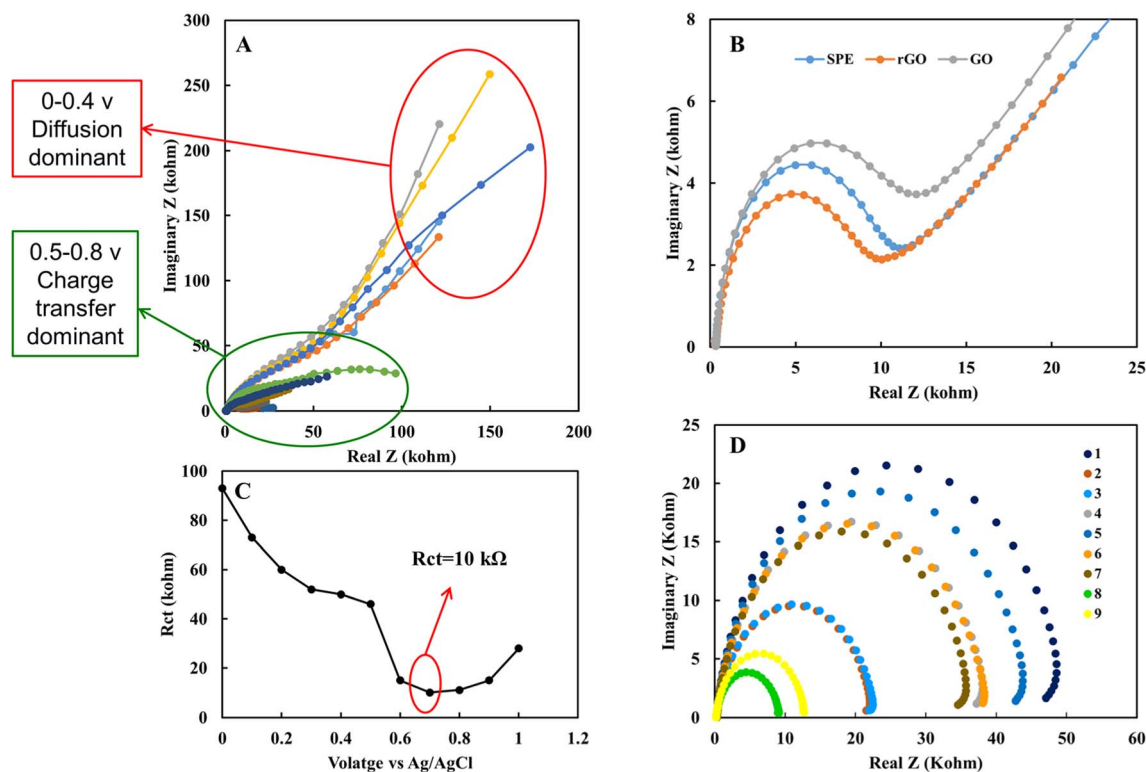 0-0.4 v
Diffusion
dominant
0.5-0.8 v
Charge
transfer
dominant
A
300
250
200
150
100
50
0
Imaginary Z (kohm)
0 50 100 150 200
Real Z (kohm)
B
SPE rGO GO
8
6
4
2
0
Imaginary Z (kohm)
0 5 10 15 20 25
Real Z (kohm)
C
100
80
60
40
20
0
Rct (kohm)
Rct=10 kΩ
0 0.2 0.4 0.6 0.8 1 1.2
Volatge vs Ag/AgCl
D
25
20
15
10
5
0
Imaginary Z (Kohm)
1
2
3
4
5
6
7
8
9
0 10 20 30 40 50 60
Real Z (Kohm)